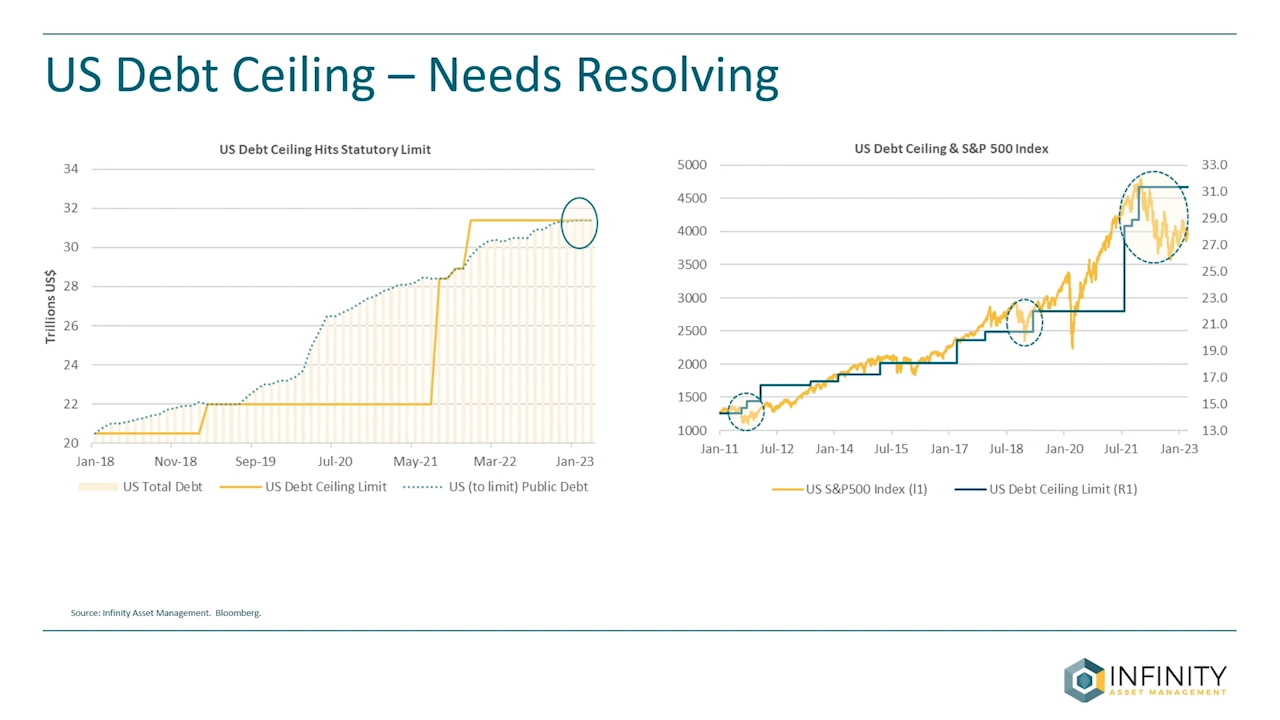 US Debt Ceiling – Needs Resolving
US Debt Ceiling Hits Statutory Limit
Trillions US$
34
32
30
28
26
24
22
20
Jan-18 Nov-18 Sep-19 Jul-20 May-21 Mar-22 Jan-23
US Total Debt US Debt Ceiling Limit US (to limit) Public Debt
US Debt Ceiling & S&P 500 Index
5000 33.0
4500 31.0
4000 29.0
3500 27.0
3000 25.0
2500 23.0
2000 21.0
1500 19.0
1000 17.0
15.0
13.0
Jan-11 Jul-12 Jan-14 Jul-15 Jan-17 Jul-18 Jan-20 Jul-21 Jan-23
US S&P500 Index (l1) US Debt Ceiling Limit (R1)
Source: Infinity Asset Management. Bloomberg.
INFINITY
ASSET MANAGEMENT